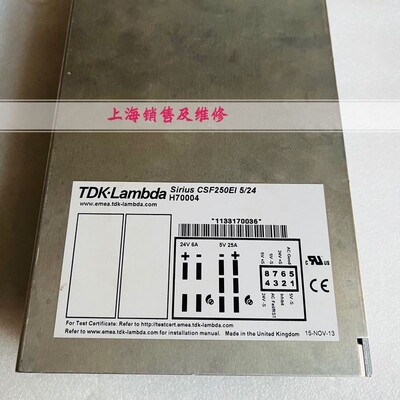 上海销售及维修
TDK·Lambda Sirius CSF250EI 5/24
www.emea.tdk-lambda.com H70004
*1133170036*
24V 6A 5V 25A
+ - + -
8 7 6 5
4 3 2 1
AC Good
CE
For Test Certificate: Refer to http://testcert.emea.tdk-lambda.com
Refer to www.emea.tdk-lambda.com for installation manual. Made in the United Kingdom 15-NOV-13